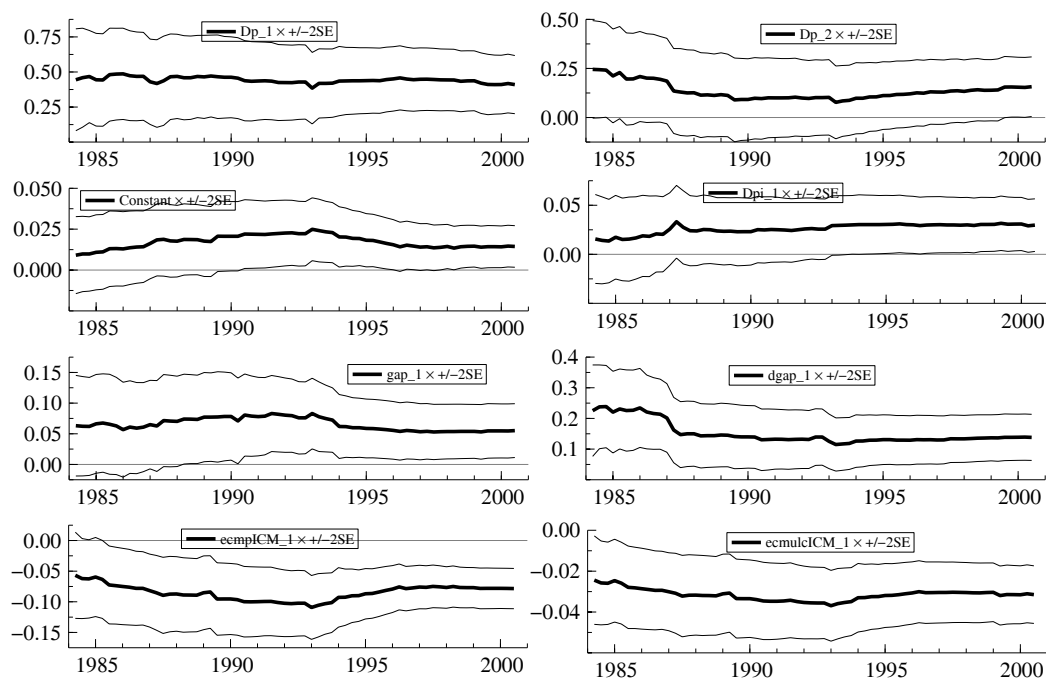 Dp_1 × +/−2SE
0.75
0.50
0.25
1985 1990 1995 2000
Dp_2 × +/−2SE
0.50
0.25
0.00
1985 1990 1995 2000
Constant × +/−2SE
0.050
0.025
0.000
1985 1990 1995 2000
Dpi_1 × +/−2SE
0.05
0.00
1985 1990 1995 2000
gap_1 × +/−2SE
0.15
0.10
0.05
0.00
1985 1990 1995 2000
dgap_1 × +/−2SE
0.4
0.3
0.2
0.1
1985 1990 1995 2000
ecmpICM_1 × +/−2SE
0.00
−0.05
−0.10
−0.15
1985 1990 1995 2000
ecmulcICM_1 × +/−2SE
−0.00
−0.02
−0.04
1985 1990 1995 2000